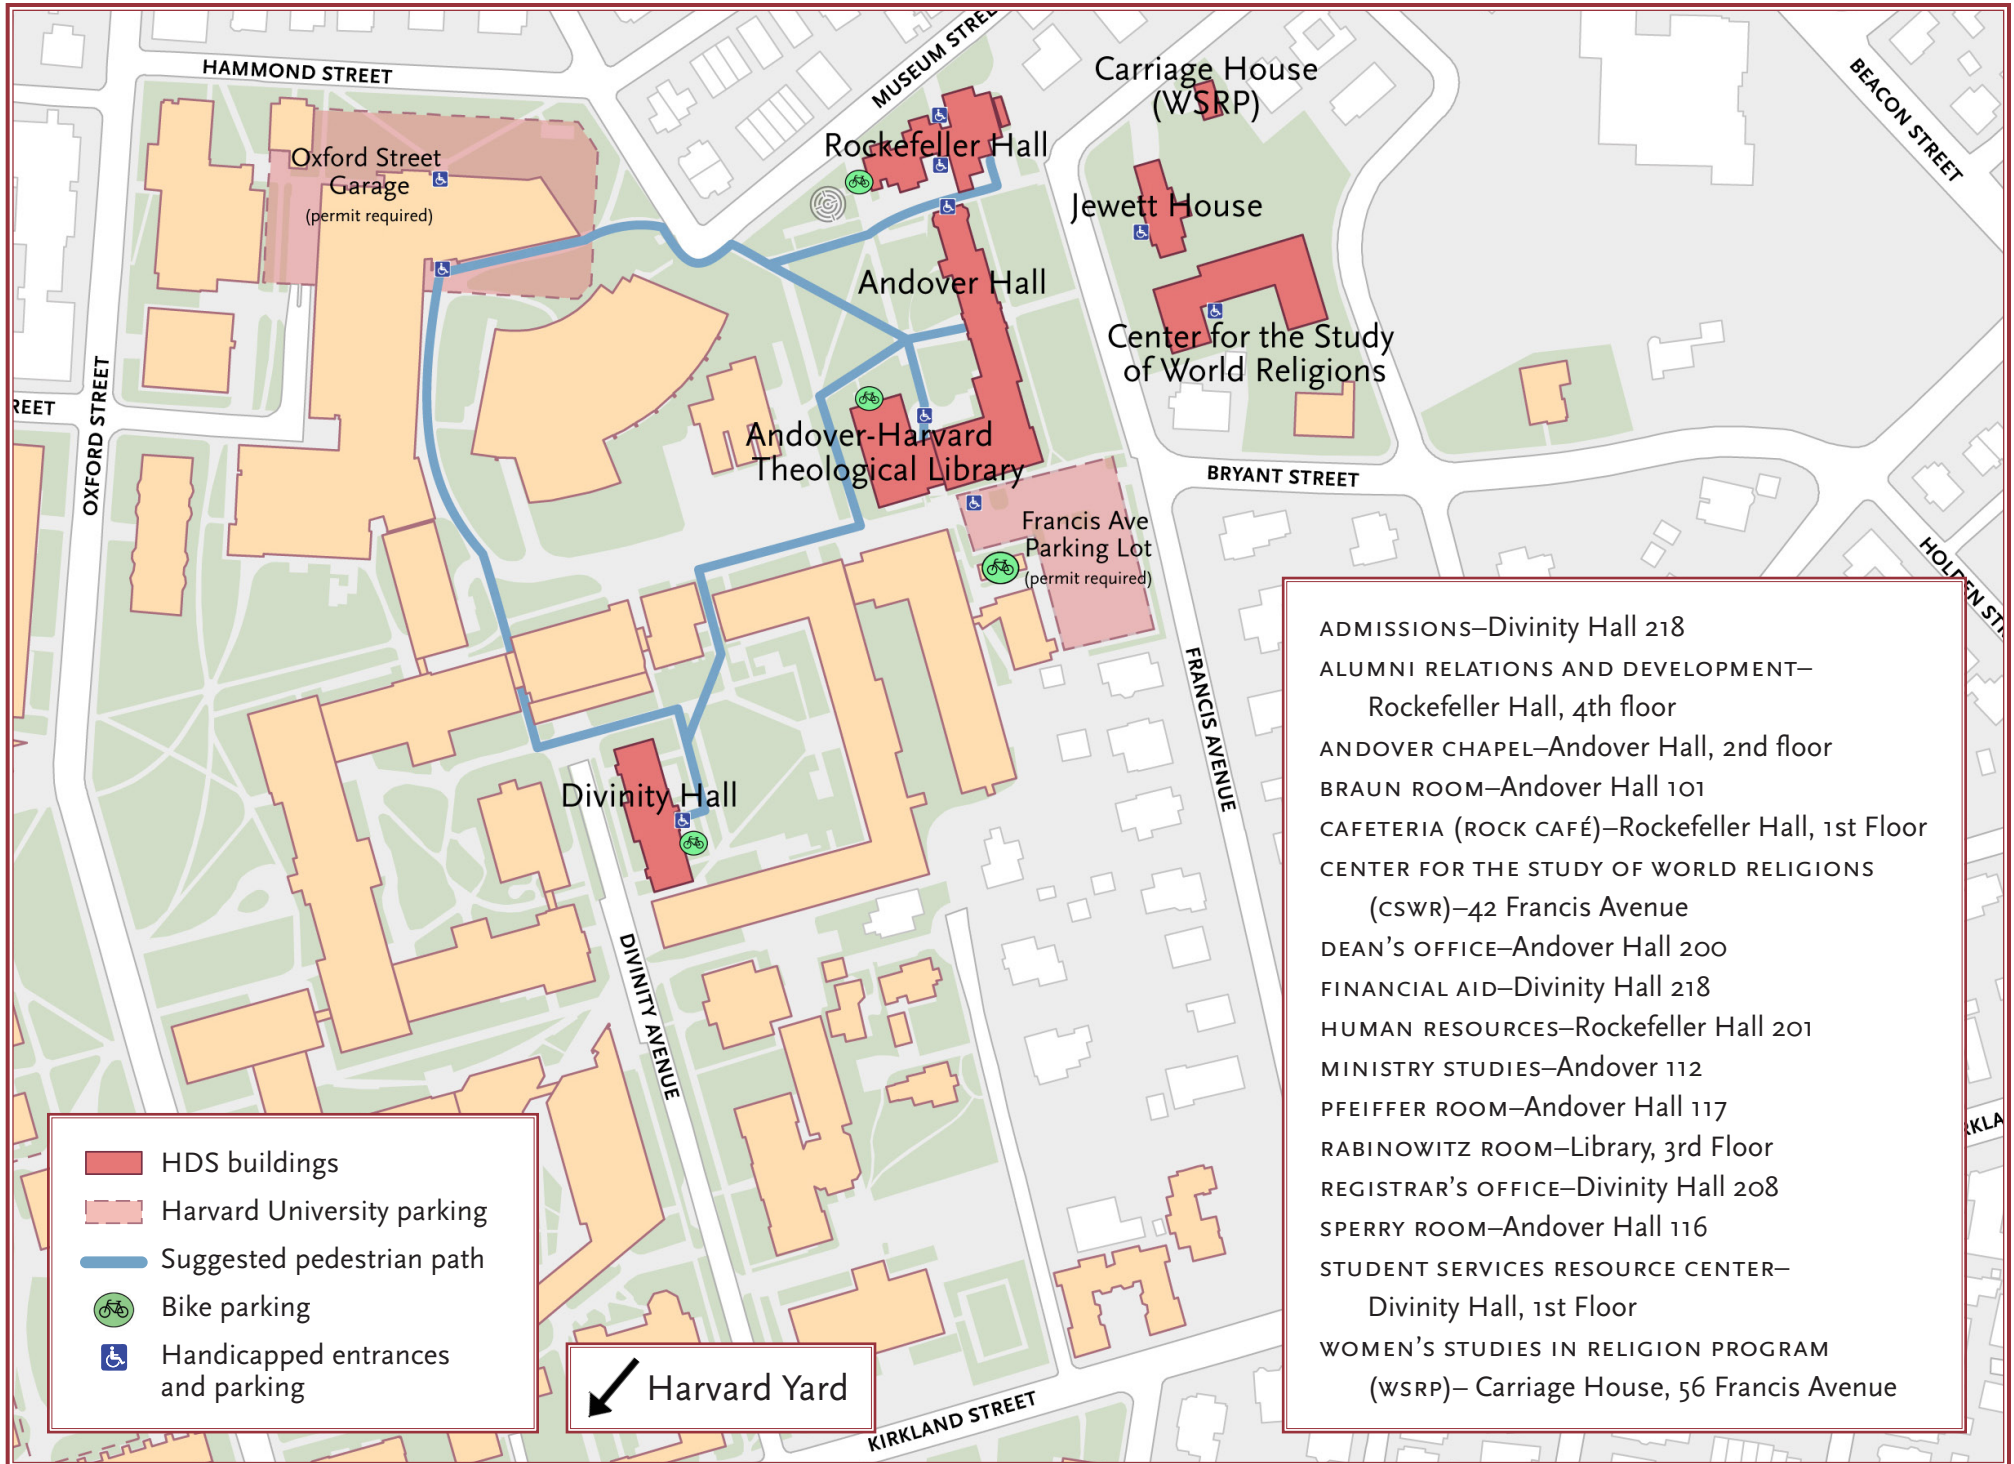 HAMMOND STREET
MUSEUM STREE
Carriage House
(WSRP)
BEACON STREET
Rockefeller Hall
Oxford Street
Garage
(permit required)
Jewett House
Andover Hall
Center for the Study
of World Religions
REET
OXFORD STREET
Andover-Harvard
Theological Library
BRYANT STREET
Francis Ave
Parking Lot
(permit required)
HOLDEN STR
FRANCIS AVENUE
Divinity Hall
DIVINITY AVENUE
RKLA
KIRKLAND STREET
ADMISSIONS–Divinity Hall 218
ALUMNI RELATIONS AND DEVELOPMENT–
Rockefeller Hall, 4th floor
ANDOVER CHAPEL–Andover Hall, 2nd floor
BRAUN ROOM–Andover Hall 101
CAFETERIA (ROCK CAFÉ)–Rockefeller Hall, 1st Floor
CENTER FOR THE STUDY OF WORLD RELIGIONS
(CSWR)–42 Francis Avenue
DEAN'S OFFICE–Andover Hall 200
FINANCIAL AID–Divinity Hall 218
HUMAN RESOURCES–Rockefeller Hall 201
MINISTRY STUDIES–Andover 112
PFEIFFER ROOM–Andover Hall 117
RABINOWITZ ROOM–Library, 3rd Floor
REGISTRAR'S OFFICE–Divinity Hall 208
SPERRY ROOM–Andover Hall 116
STUDENT SERVICES RESOURCE CENTER–
Divinity Hall, 1st Floor
WOMEN'S STUDIES IN RELIGION PROGRAM
(WSRP)– Carriage House, 56 Francis Avenue
HDS buildings
Harvard University parking
Suggested pedestrian path
Bike parking
Handicapped entrances
and parking
Harvard Yard